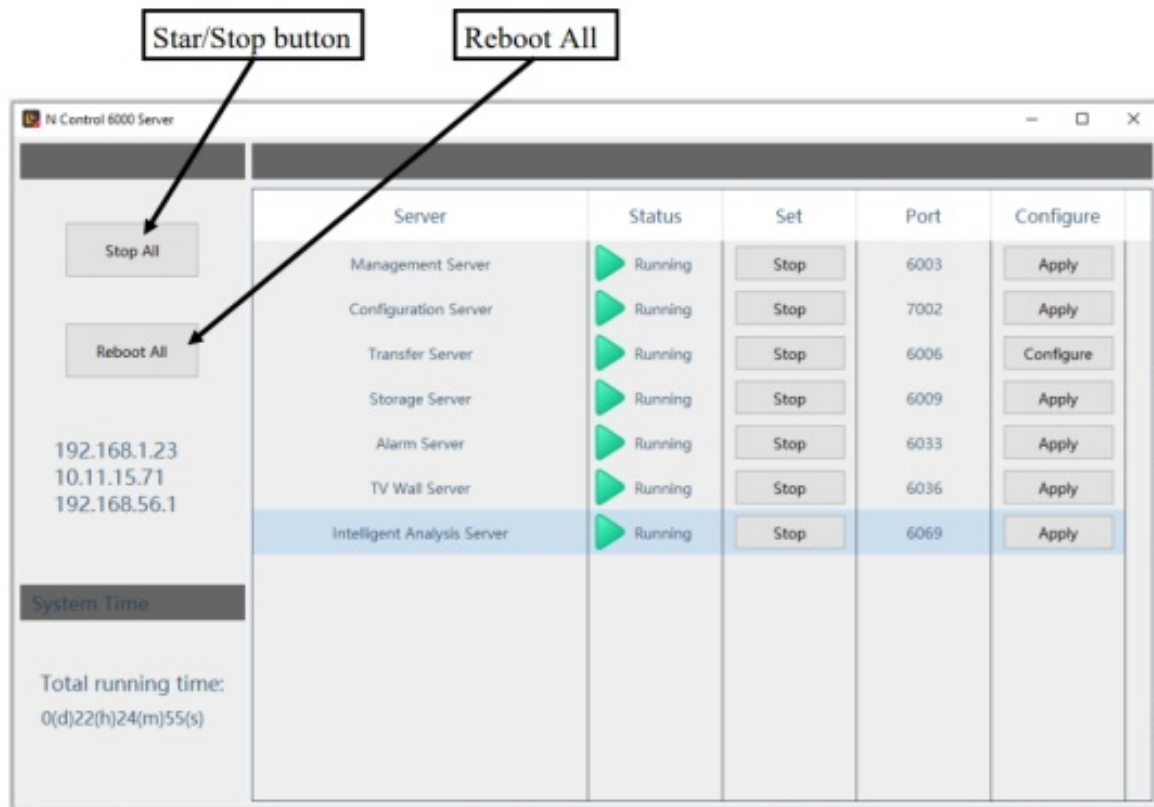 Star/Stop button
Reboot All
N Control 6000 Server
Server Status Set Port Configure
Stop All
Management Server Running Stop 6003 Apply
Configuration Server Running Stop 7002 Apply
Reboot All
Transfer Server Running Stop 6006 Configure
Storage Server Running Stop 6009 Apply
Alarm Server Running Stop 6033 Apply
TV Wall Server Running Stop 6036 Apply
Intelligent Analysis Server Running Stop 6069 Apply
192.168.1.23
10.11.15.71
192.168.56.1
System Time
Total running time:
0(d)22(h)24(m)55(s)